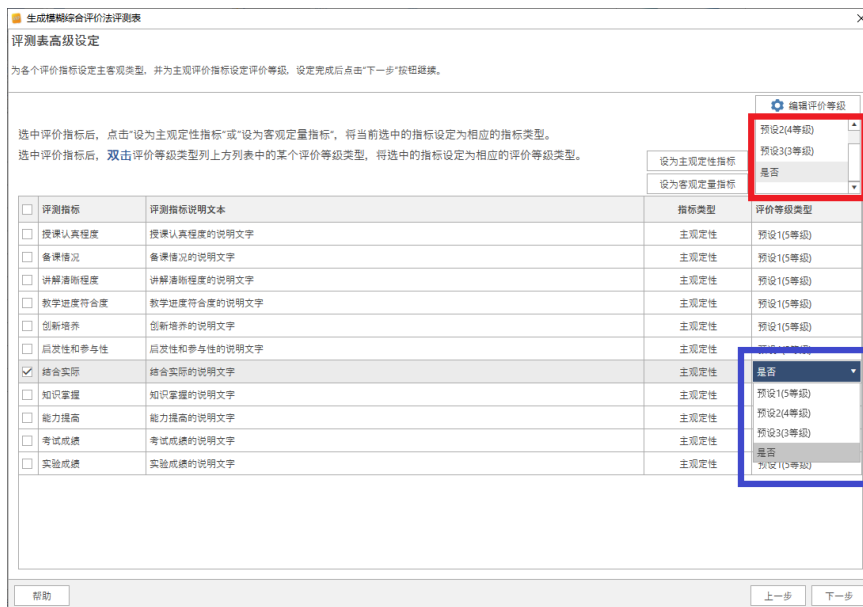 生成模糊综合评价法评测表
评测表高级设定
为各个评价指标设定主客观类型，并为主观评价指标设定评价等级，设定完成后点击“下一步”按钮继续。
编辑评价等级
预设2(4等级)
选中评价指标后，点击“设为主观定性指标”或“设为客观定量指标”，将当前选中的指标设定为相应的指标类型。
预设3(3等级)
选中评价指标后，双击评价等级类型列上方列表中的某个评价等级类型，将选中的指标设定为相应的评价等级类型。
设为主观定性指标
是否
设为客观定量指标
评测指标 评测指标说明文本 指标类型 评价等级类型
授课认真程度 授课认真程度的说明文字 主观定性 预设1(5等级)
备课情况 备课情况的说明文字 主观定性 预设1(5等级)
讲解清晰程度 讲解清晰程度的说明文字 主观定性 预设1(5等级)
教学进度符合度 教学进度符合度的说明文字 主观定性 预设1(5等级)
创新培养 创新培养的说明文字 主观定性 预设1(5等级)
启发性和参与性 启发性和参与性的说明文字 主观定性
结合实际 结合实际的说明文字 主观定性 是否
知识掌握 知识掌握的说明文字 主观定性 预设1(5等级)
能力提高 能力提高的说明文字 主观定性 预设2(4等级)
考试成绩 考试成绩的说明文字 主观定性 预设3(3等级)
是否
实验成绩 实验成绩的说明文字 主观定性 预设1(5等级)
帮助 上一步 下一步